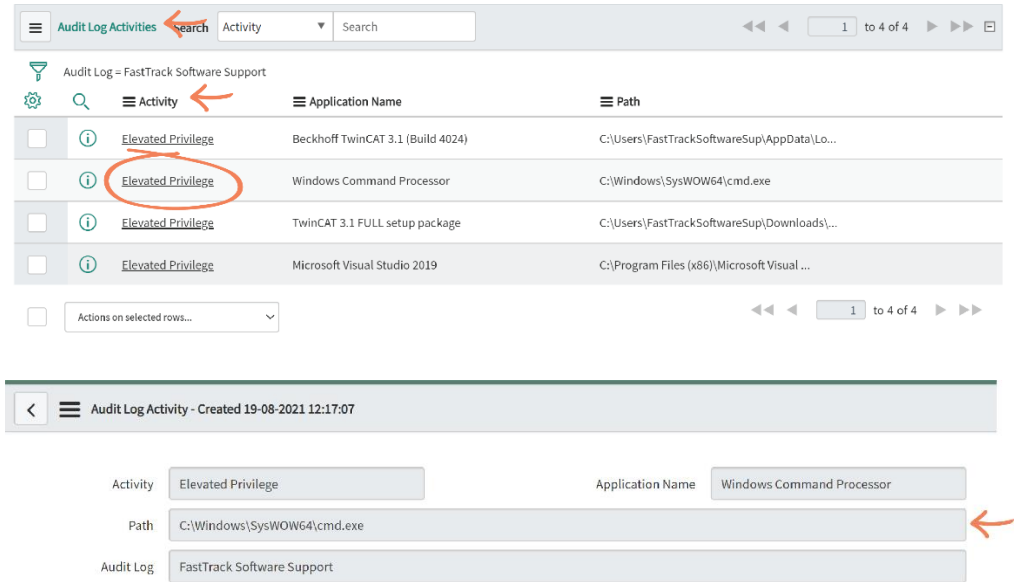 Audit Log Activities Search Activity Search 1 to 4 of 4
Audit Log = FastTrack Software Support
Activity Application Name Path
Elevated Privilege Beckhoff TwinCAT 3.1 (Build 4024) C:\Users\FastTrackSoftwareSup\AppData\Lo...
Elevated Privilege Windows Command Processor C:\Windows\SysWOW64\cmd.exe
Elevated Privilege TwinCAT 3.1 FULL setup package C:\Users\FastTrackSoftwareSup\Downloads\...
Elevated Privilege Microsoft Visual Studio 2019 C:\Program Files (x86)\Microsoft Visual ...
Actions on selected rows... 1 to 4 of 4
Audit Log Activity - Created 19-08-2021 12:17:07
Activity Elevated Privilege Application Name Windows Command Processor
Path C:\Windows\SysWOW64\cmd.exe
Audit Log FastTrack Software Support